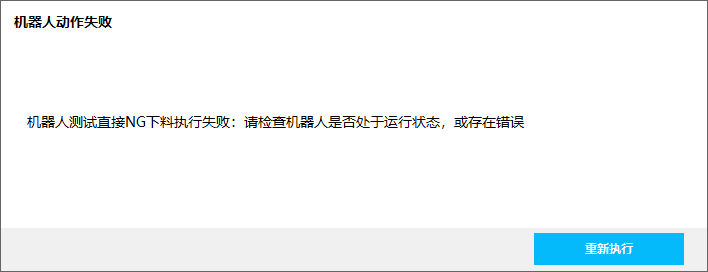 机器人动作失败
机器人测试直接NG下料执行失败：请检查机器人是否处于运行状态，或存在错误
重新执行